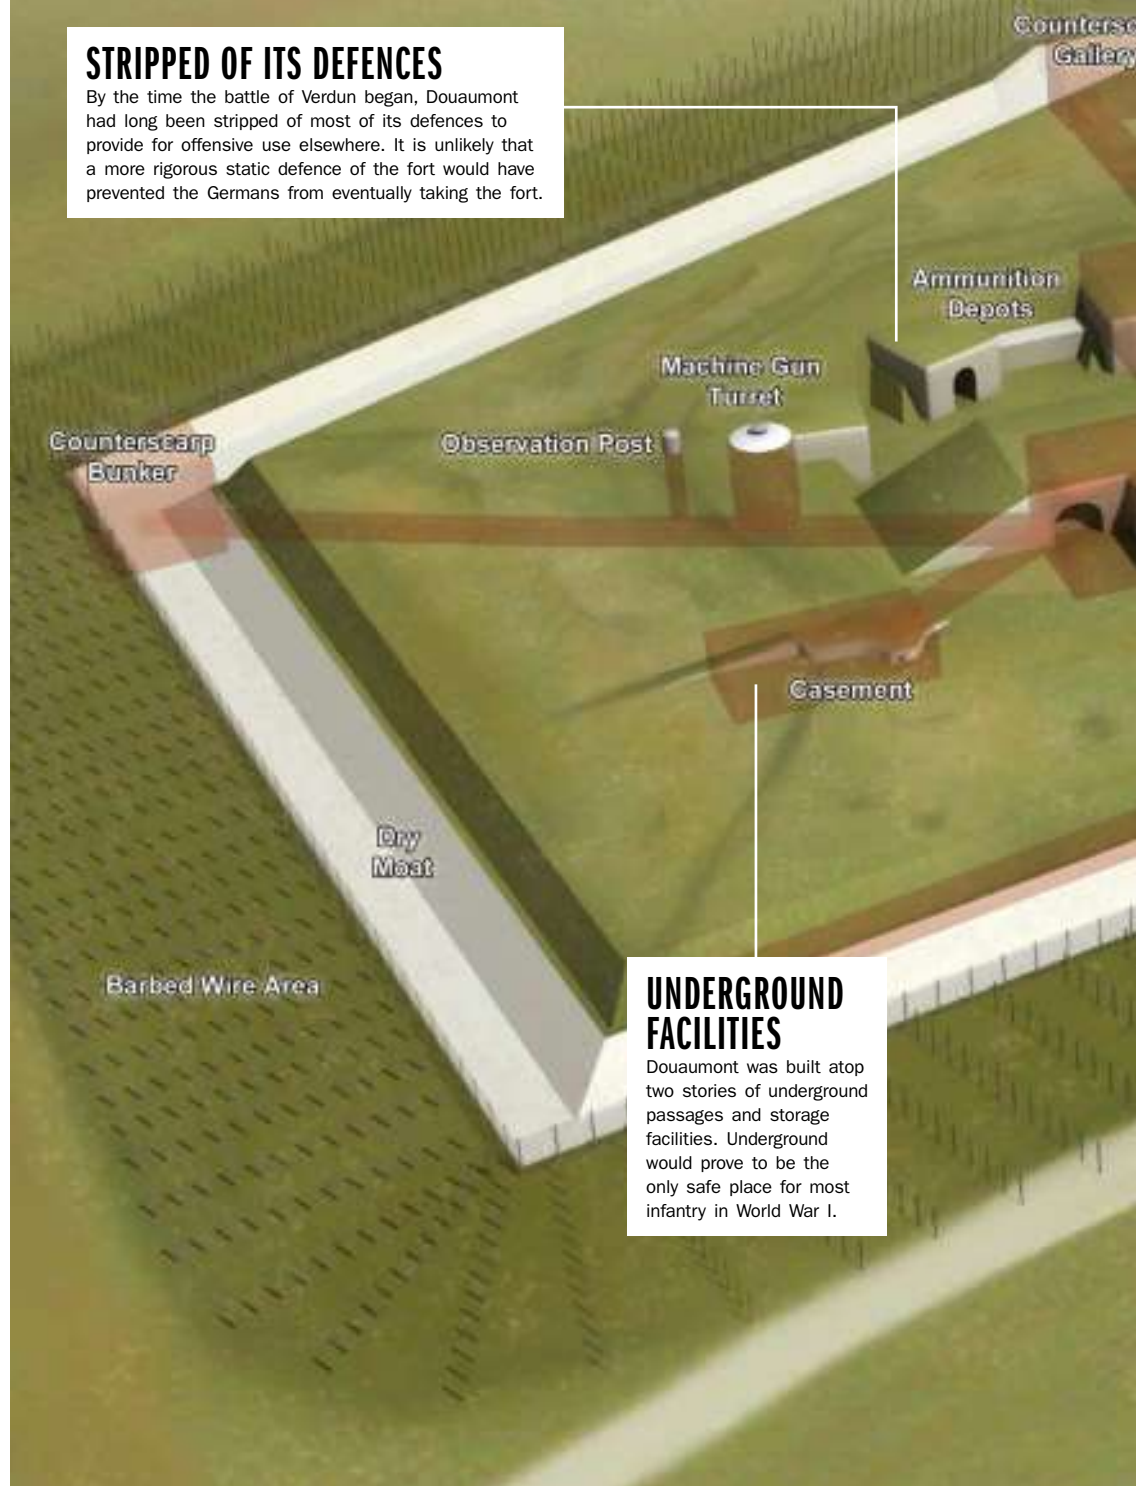 STRIPPED OF ITS DEFENCES
By the time the battle of Verdun began, Douaumont
had long been stripped of most of its defences to
provide for offensive use elsewhere. It is unlikely that
a more rigorous static defence of the fort would have
prevented the Germans from eventually taking the fort.
Gallery
Ammunition
Depots
Machine Gun
Turret
Observation Post
Counterscarp
Bunker
Casement
Dry
Moat
Barbed Wire Area
UNDERGROUND
FACILITIES
Douaumont was built atop
two stories of underground
passages and storage
facilities. Underground
would prove to be the
only safe place for most
infantry in World War I.